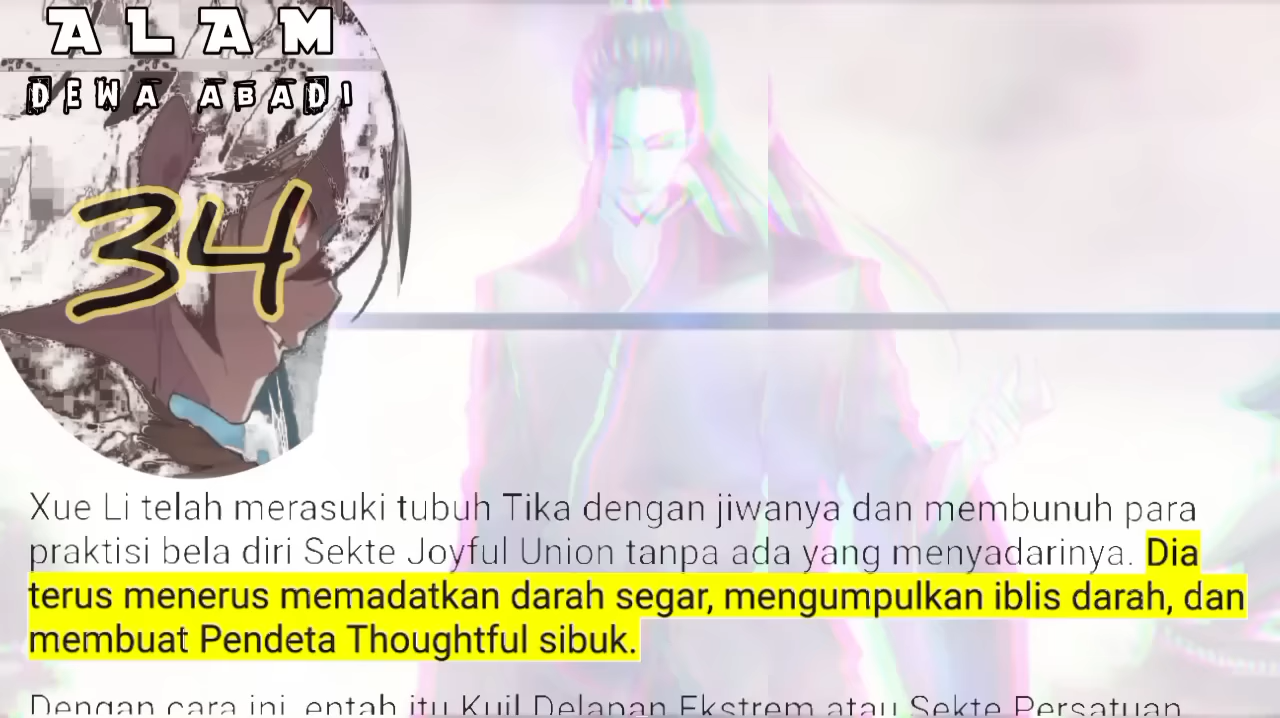 ALAM
DEWA ABADI
34
Xue Li telah merasuki tubuh Tika dengan jiwanya dan membunuh para
praktisi bela diri Sekte Joyful Union tanpa ada yang menyadarinya. Dia
terus menerus memadatkan darah segar, mengumpulkan iblis darah, dan
membuat Pendeta Thoughtful sibuk.
Dengan cara ini, entah itu Kuil Delapan Ekstrem atau Sekte Persatuan